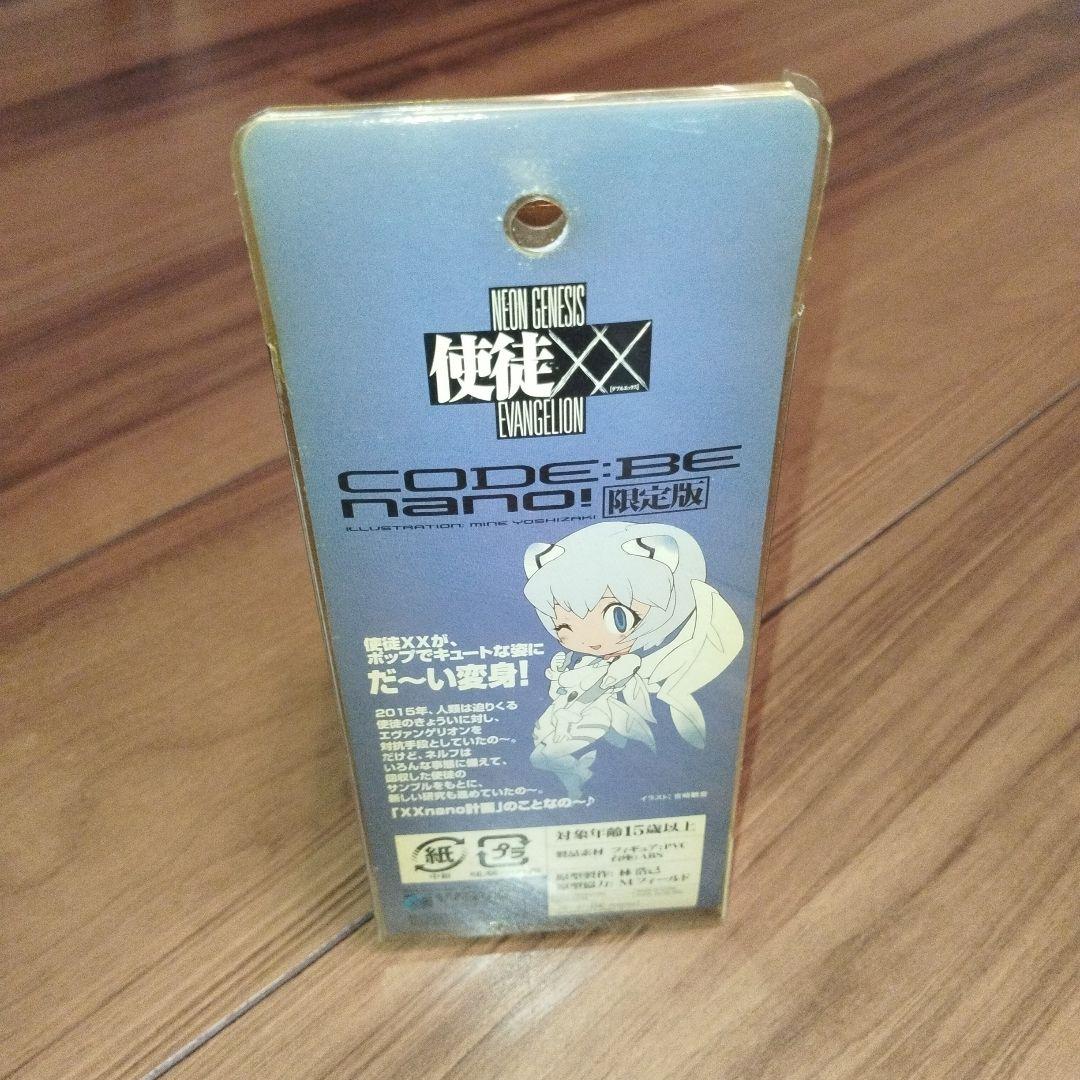 NEON GENESIS
使徒XX
[ダブルエックス]
EVANGELION
CODE:BE
nano! 限定版
ILLUSTRATION: MINE YOSHIZAKI
使徒XXが、
ポップでキュートな姿に
だ〜い変身!
2015年、人類は迫りくる
使徒のきょういに対し、
エヴァンゲリオンを
対抗手段としていたの〜。
だけど、ネルフは
いろんな事態に備えて、
回収した使徒の
サンプルをもとに、
新しい研究も進めていたの〜。
「XXnano計画」のことなの〜♪
イラスト: 吉崎観音
紙
プラ
対象年齢15歳以上
製品素材 フィギュア:PVC
台座:ABS
原型製作: 林 浩己
原型協力: Mフィールド